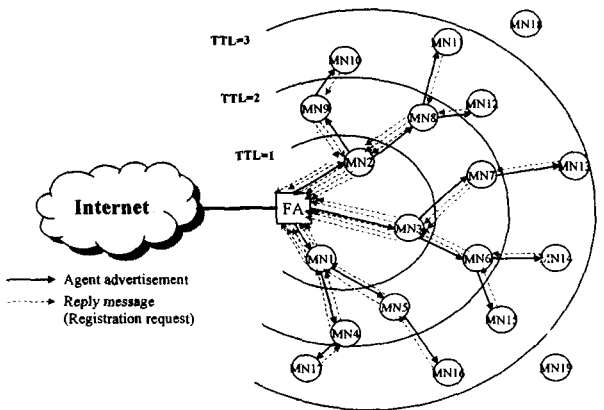 MN18
TTL=3
MN11
MN10
TTL=2
MN12
MN9
MN8
TTL=1
MN2
MN13
MN7
Internet
FA
MN3
MN1
MN6
MN14
Agent advertisement
Reply message
(Registration request)
MN5
MN15
MN4
MN17
MN16
MN19